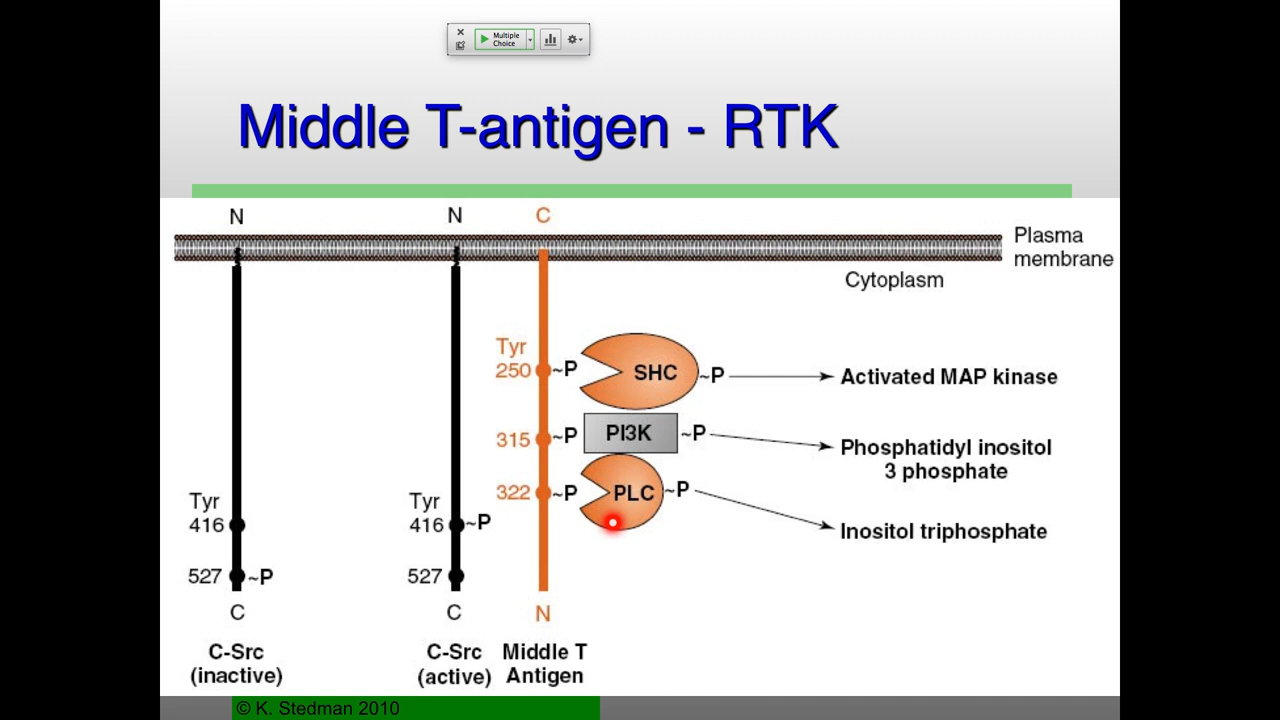 Multiple
Choice
Middle T-antigen - RTK
N
N
C
Plasma
membrane
Cytoplasm
Tyr
250
~P
SHC
~P
Activated MAP kinase
315
~P
PI3K
~P
Phosphatidyl inositol
3 phosphate
322
~P
PLC
~P
Inositol triphosphate
Tyr
416
527
~P
C
Tyr
416
~P
527
C
N
C-Src
(inactive)
C-Src
(active)
Middle T
Antigen
© K. Stedman 2010